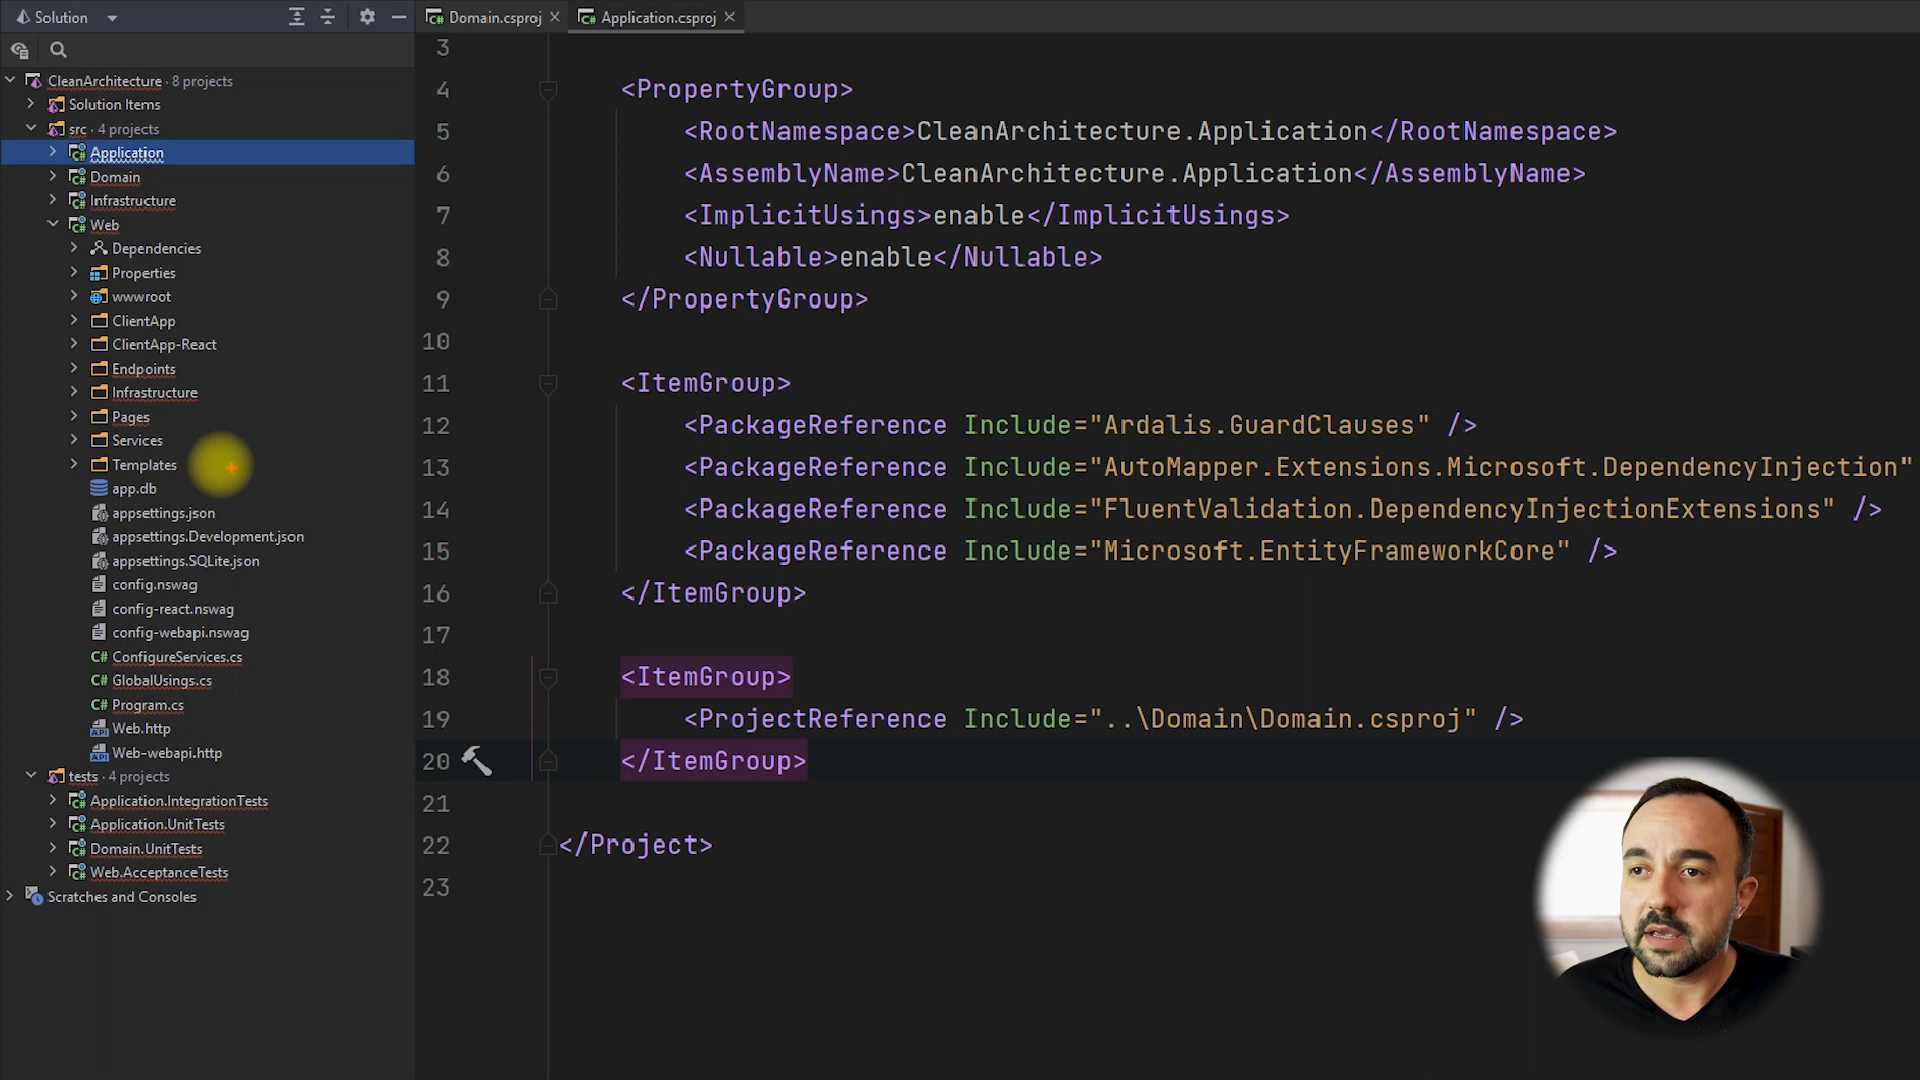 Solution
CleanArchitecture · 8 projects
Solution Items
src · 4 projects
Application
Domain
Infrastructure
Web
Dependencies
Properties
wwwroot
ClientApp
ClientApp-React
Endpoints
Infrastructure
Pages
Services
Templates
app.db
appsettings.json
appsettings.Development.json
appsettings.SQLite.json
config.nswag
config-react.nswag
config-webapi.nswag
C# ConfigureServices.cs
C# GlobalUsings.cs
C# Program.cs
API Web.http
API Web-webapi.http
tests · 4 projects
Application.IntegrationTests
Application.UnitTests
Domain.UnitTests
Web.AcceptanceTests
Scratches and Consoles
Domain.csproj Application.csproj
3
4 <PropertyGroup>
5 <RootNamespace>CleanArchitecture.Application</RootNamespace>
6 <AssemblyName>CleanArchitecture.Application</AssemblyName>
7 <ImplicitUsings>enable</ImplicitUsings>
8 <Nullable>enable</Nullable>
9 </PropertyGroup>
10
11 <ItemGroup>
12 <PackageReference Include="Ardalis.GuardClauses" />
13 <PackageReference Include="AutoMapper.Extensions.Microsoft.DependencyInjection"
14 <PackageReference Include="FluentValidation.DependencyInjectionExtensions" />
15 <PackageReference Include="Microsoft.EntityFrameworkCore" />
16 </ItemGroup>
17
18 <ItemGroup>
19 <ProjectReference Include="..\Domain\Domain.csproj" />
20 </ItemGroup>
21
22 </Project>
23